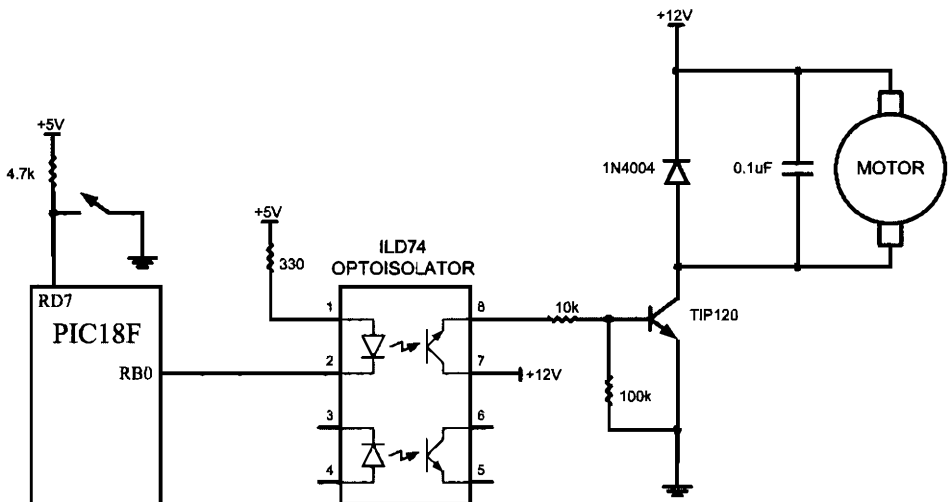 +12V
+5V
4.7k
1N4004
0.1uF
MOTOR
+5V
330
ILD74
OPTOISOLATOR
RD7
PIC18F
RB0
1
2
3
4
8
7
6
5
10k
+12V
100k
TIP120